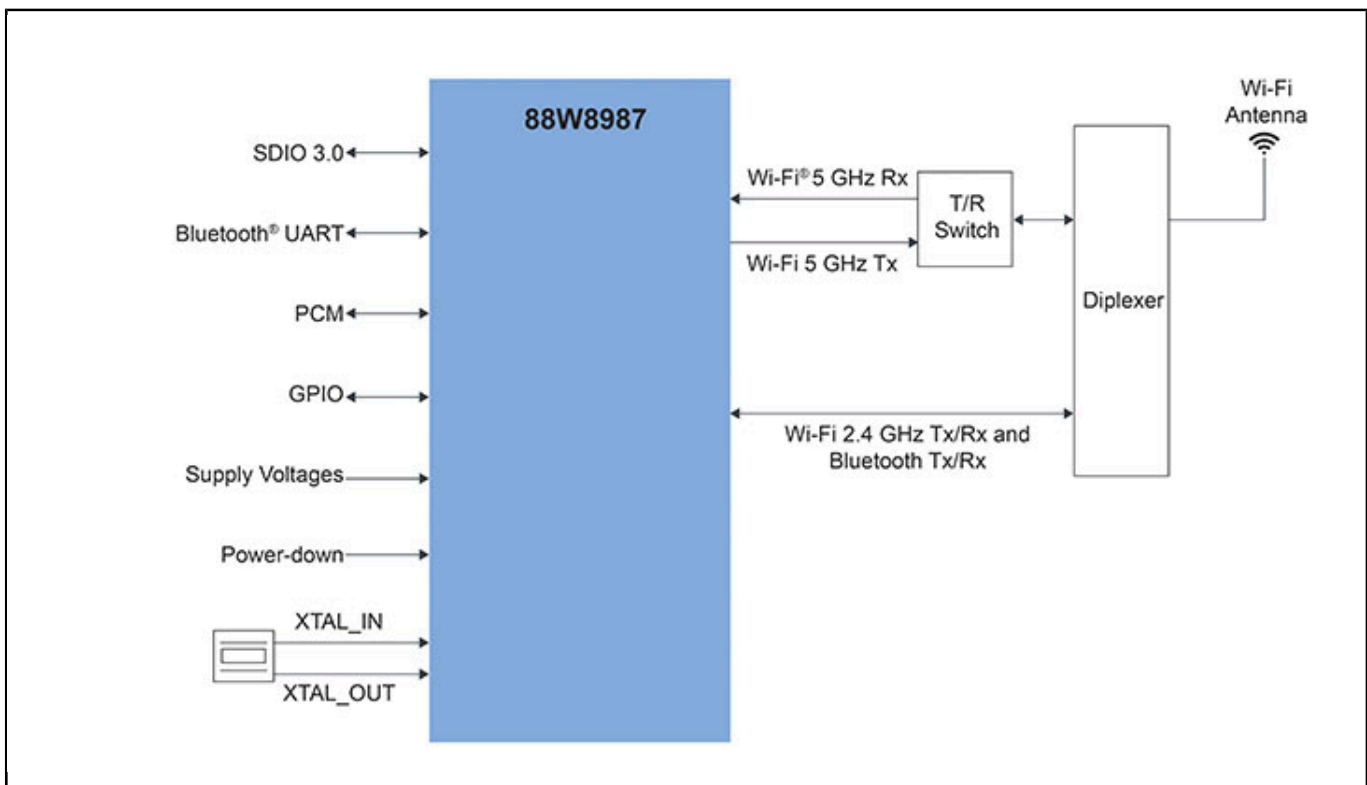 88W8987
SDIO 3.0
Bluetooth® UART
PCM
GPIO
Supply Voltages
Power-down
XTAL_IN
XTAL_OUT
Wi-Fi® 5 GHz Rx
Wi-Fi 5 GHz Tx
T/R
Switch
Wi-Fi 2.4 GHz Tx/Rx and
Bluetooth Tx/Rx
Diplexer
Wi-Fi
Antenna